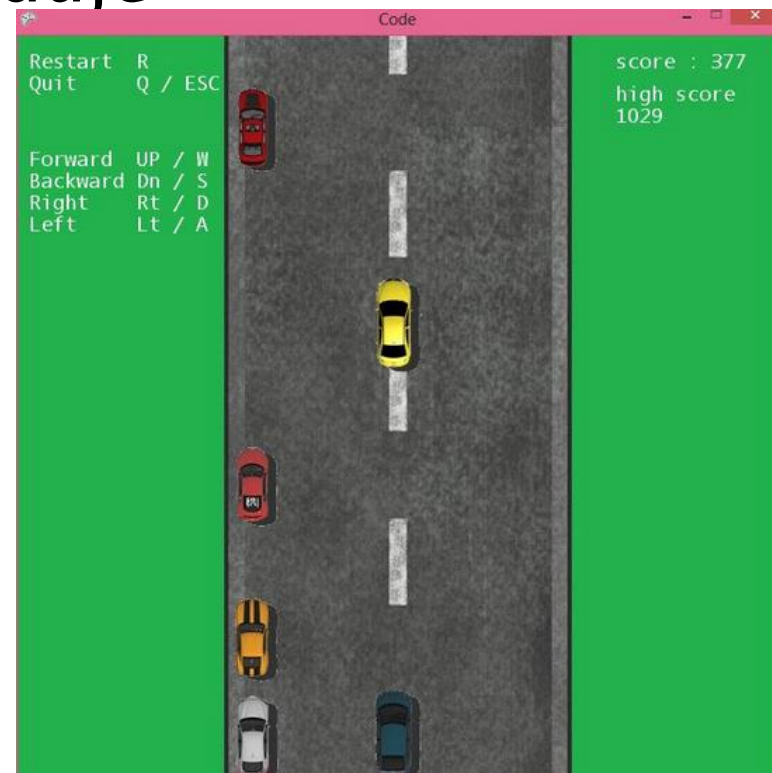 Code
Restart R
Quit Q / ESC
Forward UP / W
Backward Dn / S
Right Rt / D
Left Lt / A
score : 377
high score
1029